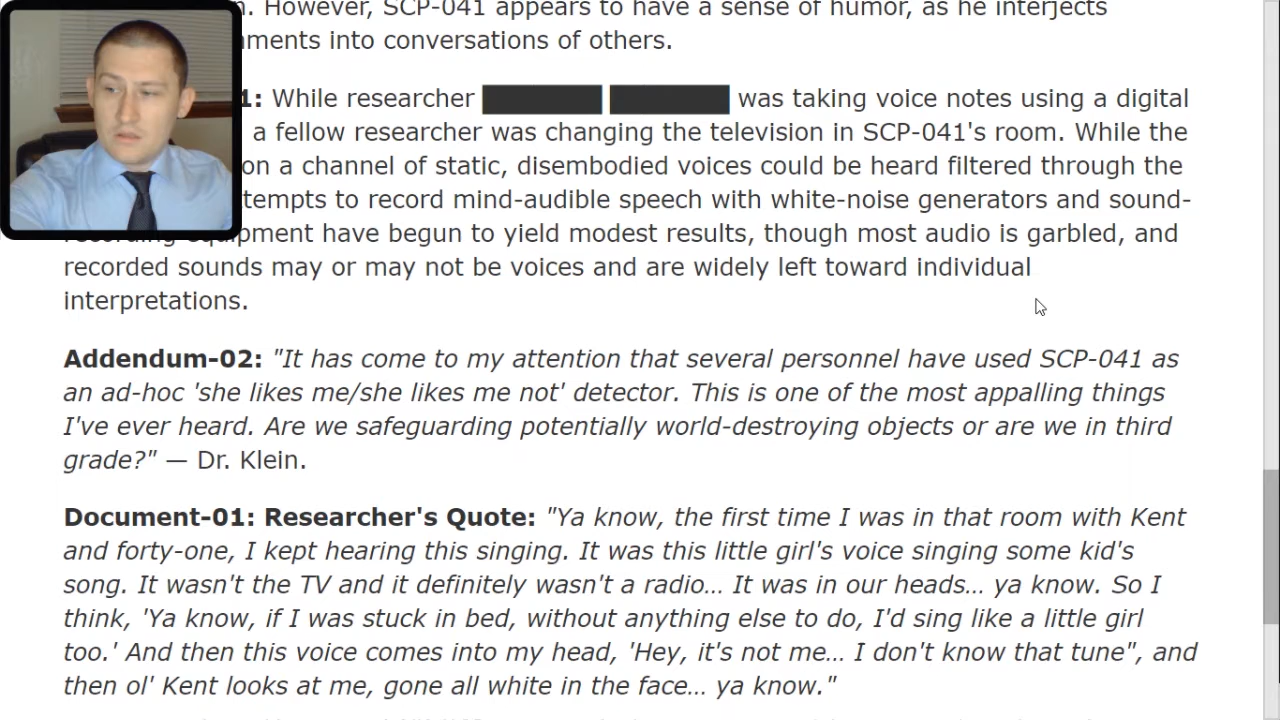 However, SCP-041 appears to have a sense of humor, as he interjects
into conversations of others.
1: While researcher was taking voice notes using a digital
a fellow researcher was changing the television in SCP-041's room. While the
on a channel of static, disembodied voices could be heard filtered through the
to record mind-audible speech with white-noise generators and sound-
equipment have begun to yield modest results, though most audio is garbled, and
recorded sounds may or may not be voices and are widely left toward individual
interpretations.
Addendum-02: "It has come to my attention that several personnel have used SCP-041 as
an ad-hoc 'she likes me/she likes me not' detector. This is one of the most appalling things
I've ever heard. Are we safeguarding potentially world-destroying objects or are we in third
grade?" — Dr. Klein.
Document-01: Researcher's Quote: "Ya know, the first time I was in that room with Kent
and forty-one, I kept hearing this singing. It was this little girl's voice singing some kid's
song. It wasn't the TV and it definitely wasn't a radio… It was in our heads… ya know. So I
think, 'Ya know, if I was stuck in bed, without anything else to do, I'd sing like a little girl
too.' And then this voice comes into my head, 'Hey, it's not me… I don't know that tune", and
then ol' Kent looks at me, gone all white in the face… ya know."